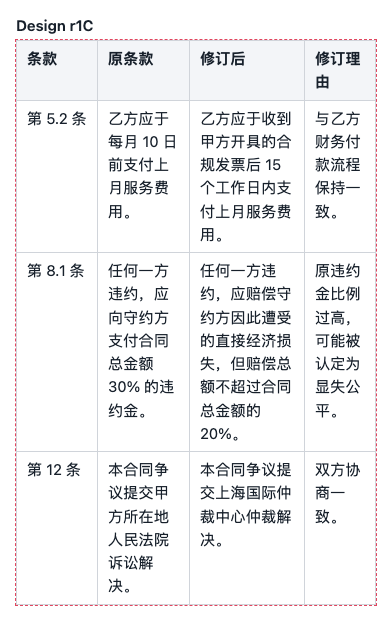 Design r1C
条款
原条款
修订后
修订理
由
第 5.2 条
乙方应于
每月 10 日
前支付上
月服务费
用。
乙方应于收到
甲方开具的合
规发票后 15
个工作日内支
付上月服务费
用。
与乙方
财务付
款流程
保持一
致。
第 8.1 条
任何一方
违约，应
向守约方
支付合同
总金额
30% 的违
约金。
任何一方违
约，应赔偿守
约方因此遭受
的直接经济损
失，但赔偿总
额不超过合同
总金额的
20%。
原违约
金比例
过高，
可能被
认定为
显失公
平。
第 12 条
本合同争
议提交甲
方所在地
人民法院
诉讼解
决。
本合同争议提
交上海国际仲
裁中心仲裁解
决。
双方协
商一
致。